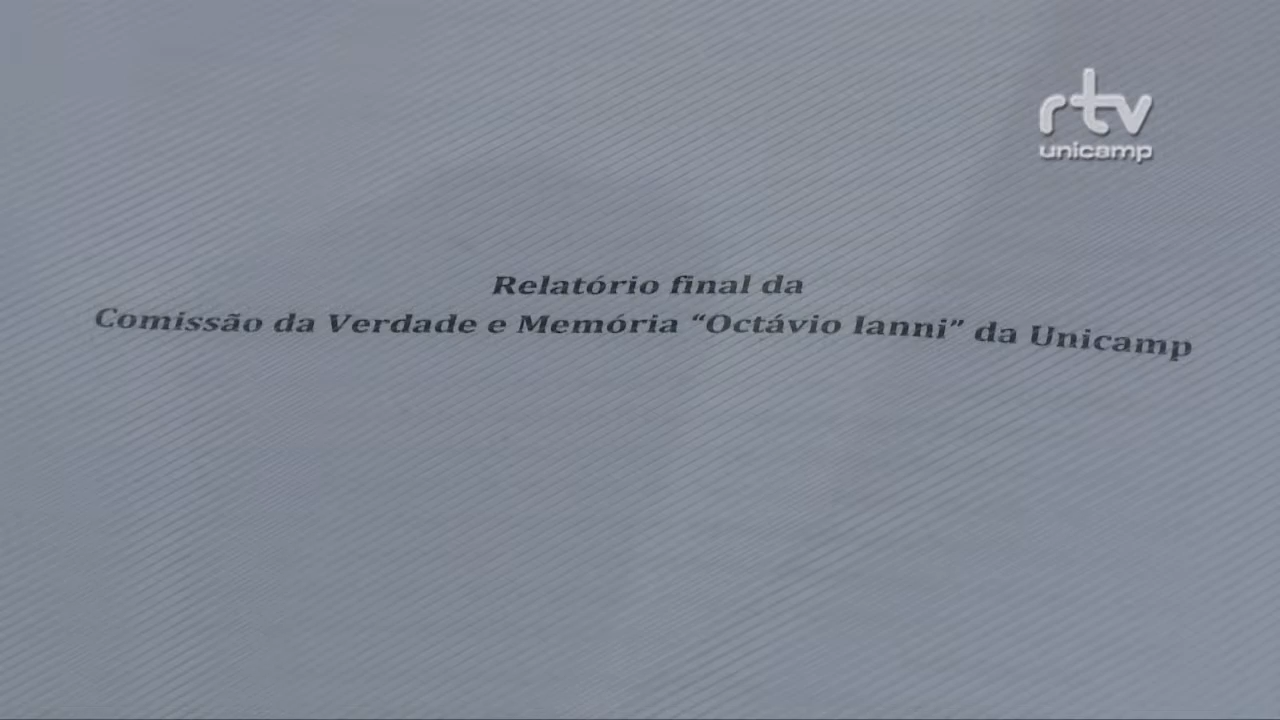 rtv
unicamp
Relatório final da
Comissão da Verdade e Memória “Octávio Ianni” da Unicamp